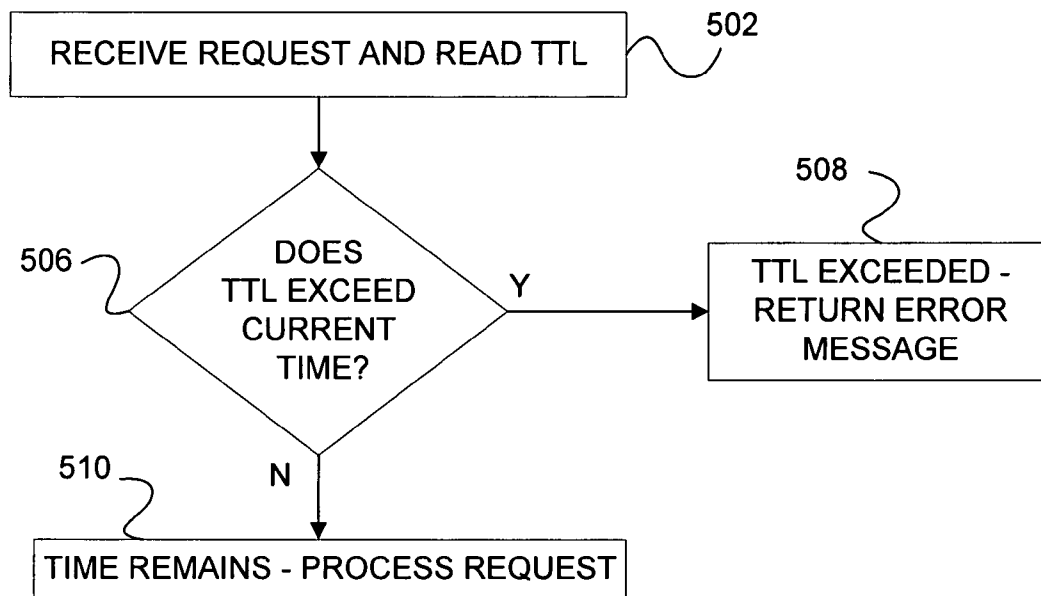 RECEIVE REQUEST AND READ TTL
502
506
DOES
TTL EXCEED
CURRENT
TIME?
Y
508
TTL EXCEEDED -
RETURN ERROR
MESSAGE
N
510
TIME REMAINS - PROCESS REQUEST